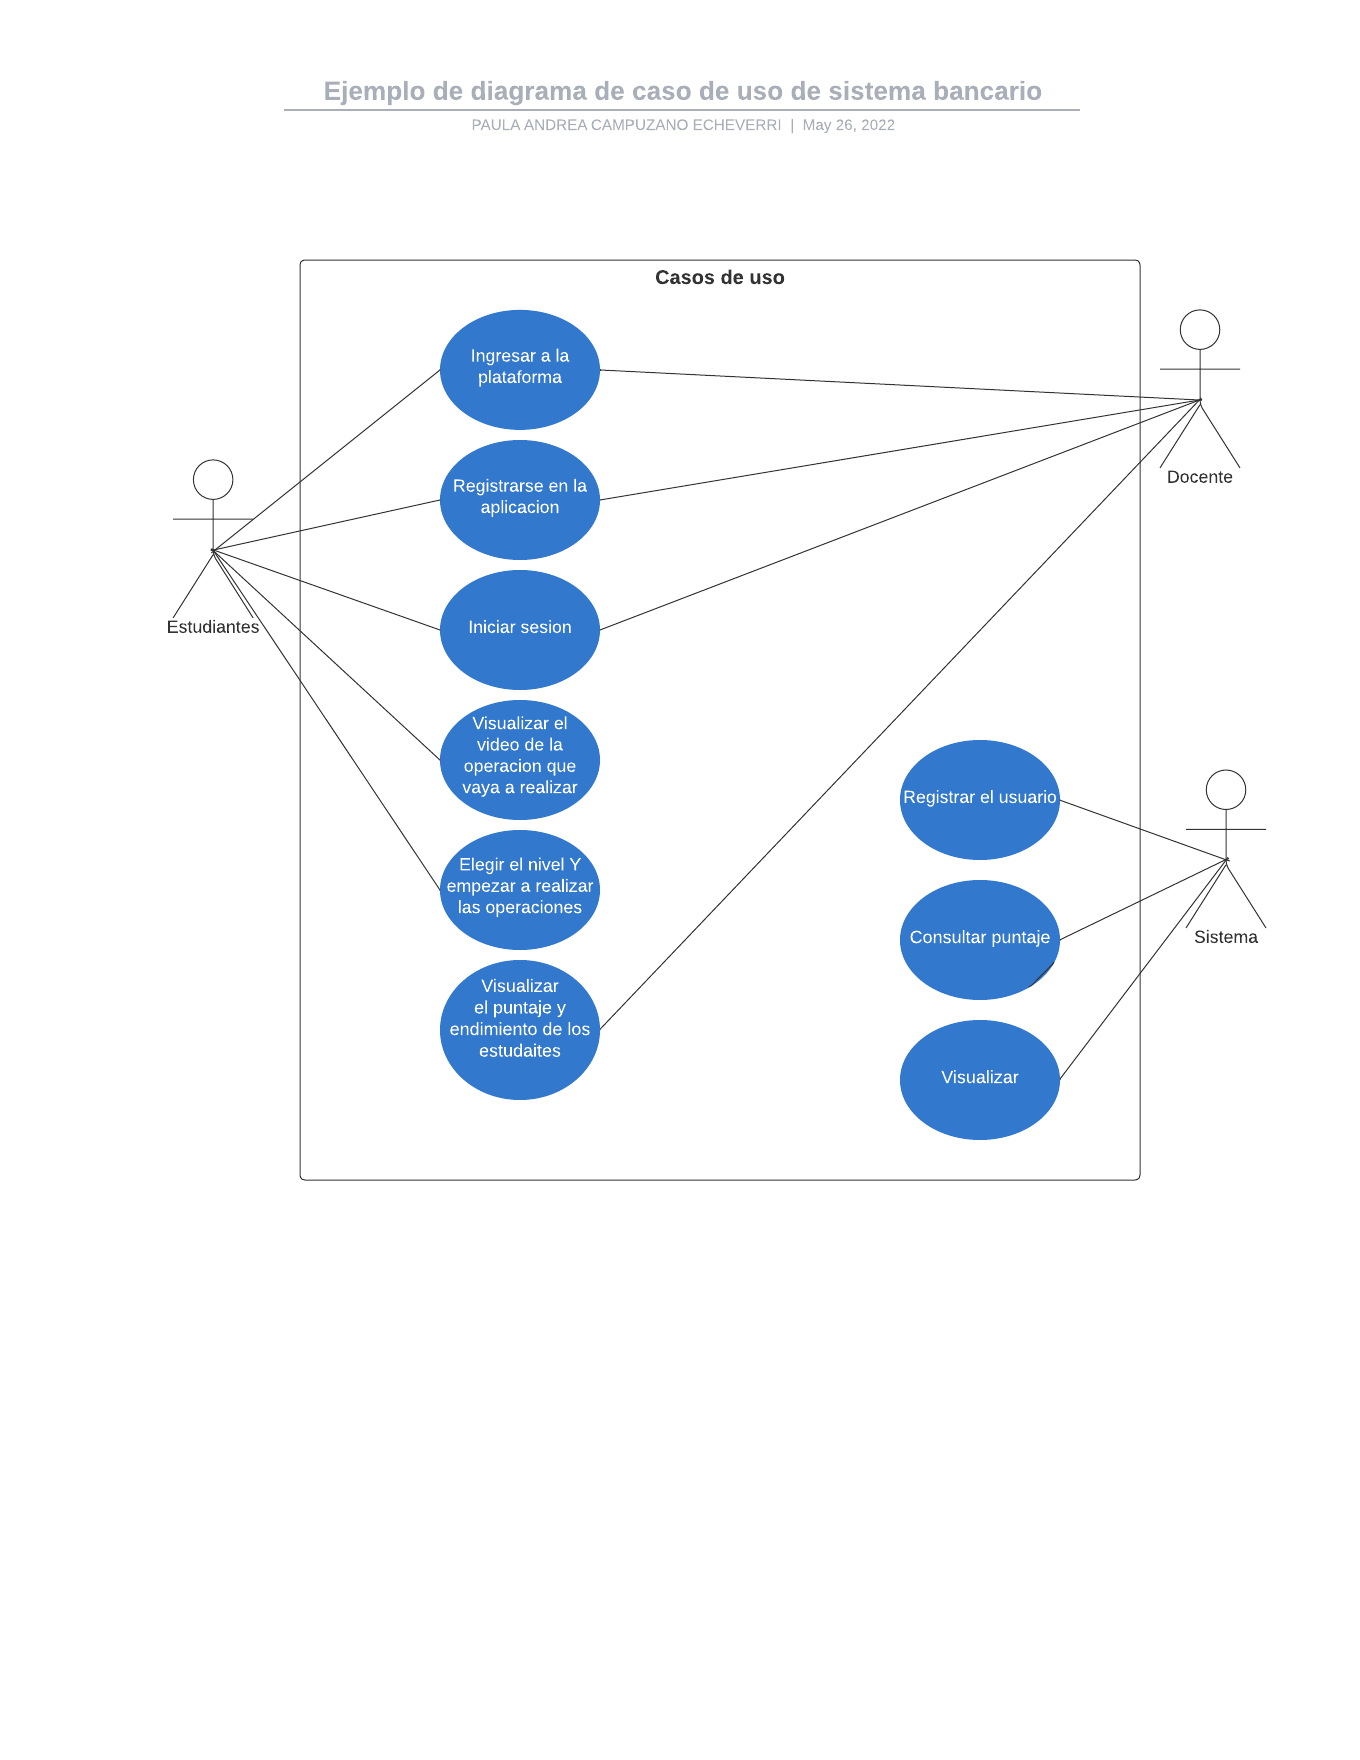 Ejemplo de diagrama de caso de uso de sistema bancario
PAULA ANDREA CAMPUZANO ECHEVERRI | May 26, 2022
Casos de uso
Ingresar a la
plataforma
Docente
Registrarse en la
aplicacion
Estudiantes
Iniciar sesion
Visualizar el
video de la
operacion que
vaya a realizar
Registrar el usuario
Elegir el nivel Y
empezar a realizar
las operaciones
Consultar puntaje
Sistema
Visualizar
el puntaje y
endimiento de los
estudaites
Visualizar